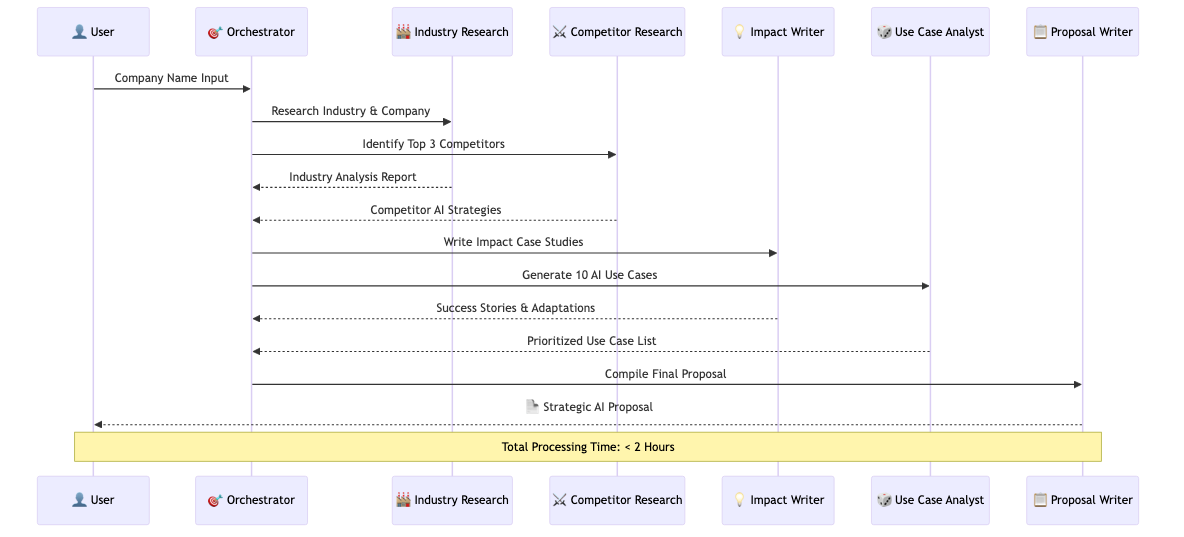 User
Orchestrator
Industry Research
Competitor Research
Impact Writer
Use Case Analyst
Proposal Writer
Company Name Input
Research Industry & Company
Identify Top 3 Competitors
Industry Analysis Report
Competitor AI Strategies
Write Impact Case Studies
Generate 10 AI Use Cases
Success Stories & Adaptations
Prioritized Use Case List
Compile Final Proposal
Strategic AI Proposal
Total Processing Time: < 2 Hours
User
Orchestrator
Industry Research
Competitor Research
Impact Writer
Use Case Analyst
Proposal Writer